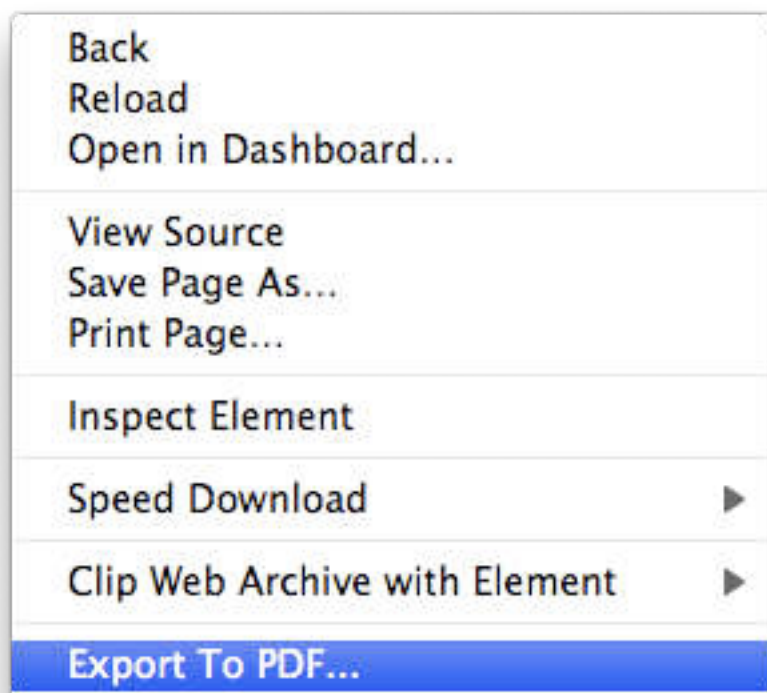 Back
Reload
Open in Dashboard...
View Source
Save Page As...
Print Page...
Inspect Element
Speed Download
Clip Web Archive with Element
Export To PDF...